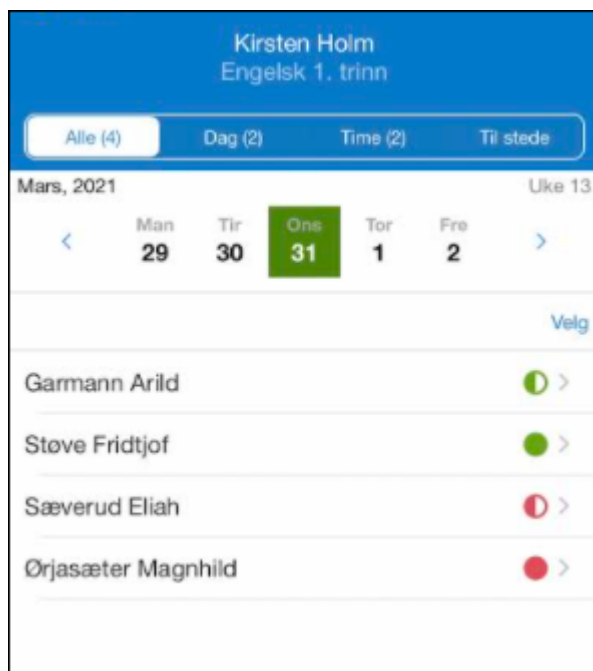 Kirsten Holm
Engelsk 1. trinn
Alle (4) Dag (2) Time (2) Til stede
Mars, 2021 Uke 13
Man Tir Ons Tor Fre
< 29 30 31 1 2 >
Velg
Garmann Arild
Støve Fridtjof
Sæverud Eliah
Ørjasæter Magnhild